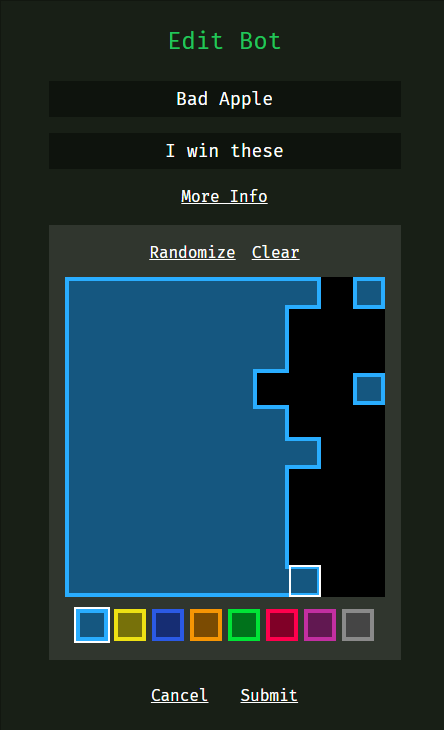 Edit Bot
Bad Apple
I win these
More Info
Randomize Clear
Cancel Submit